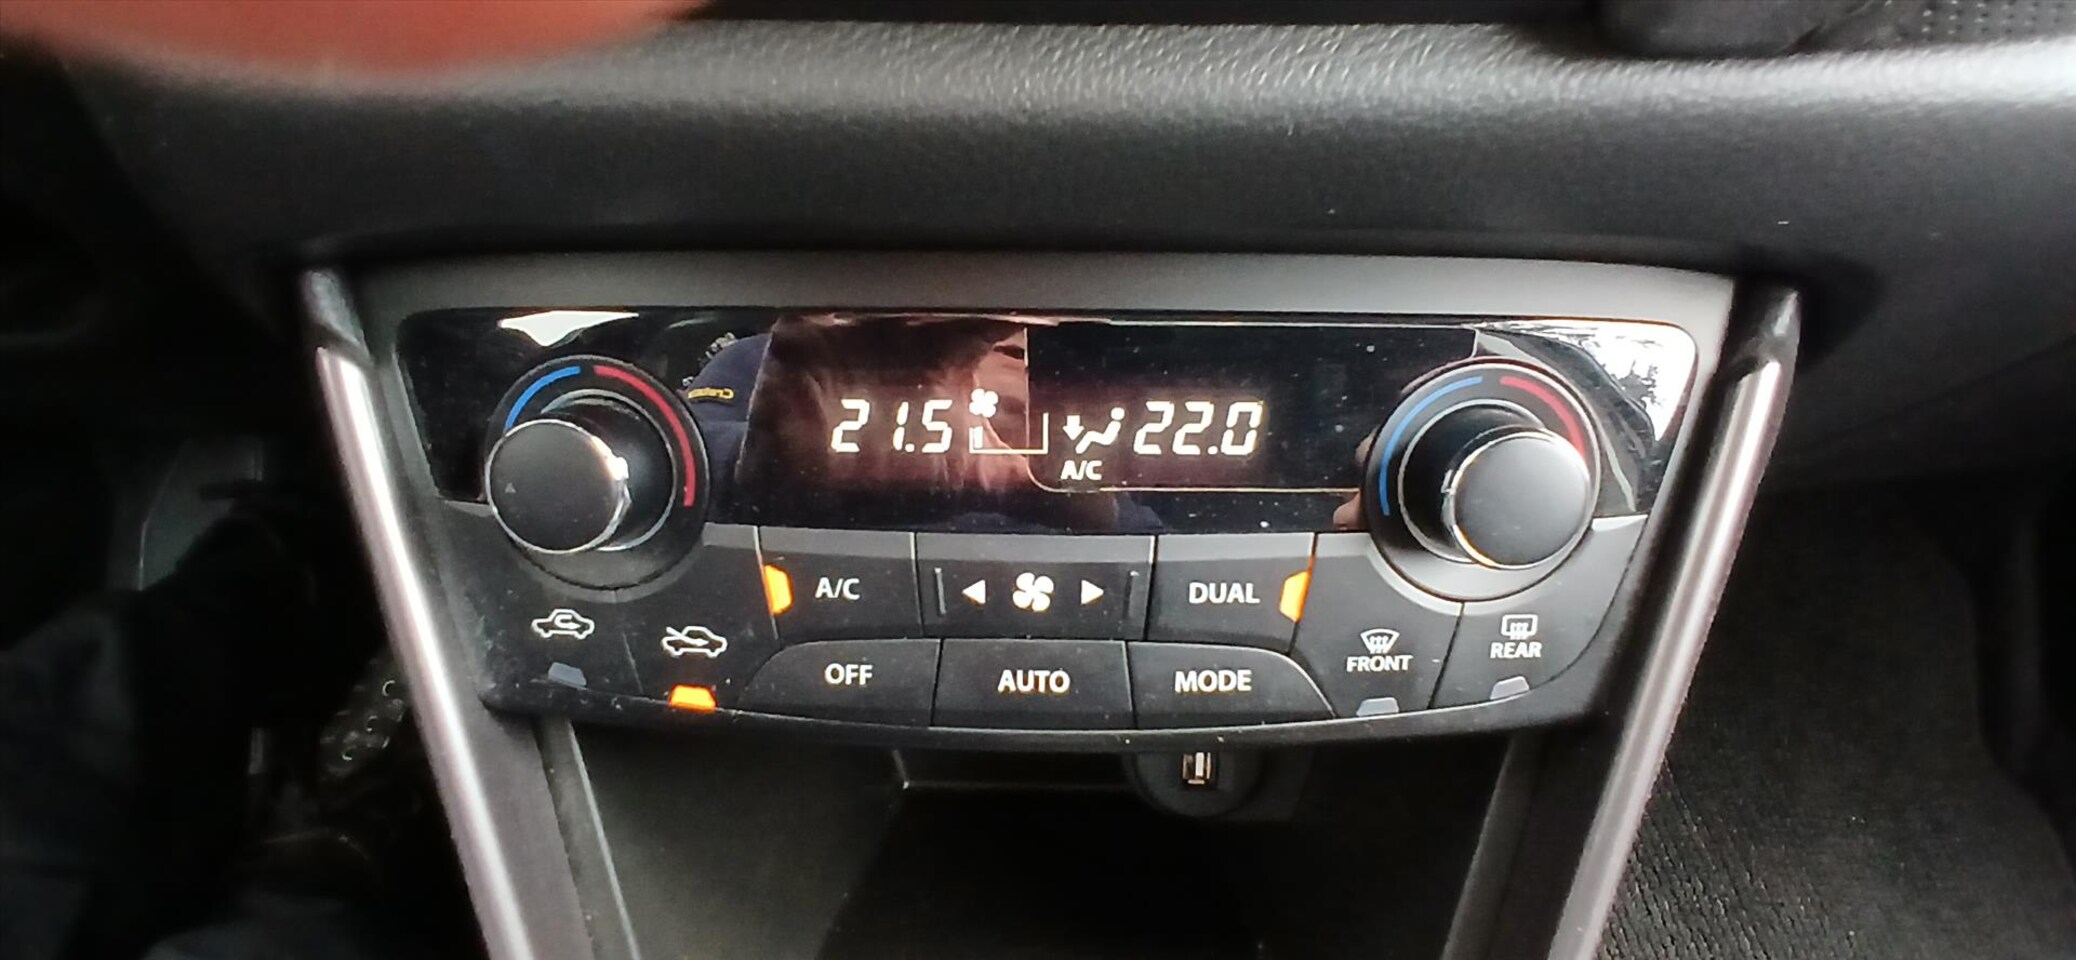 21.5 22.0
A/C
A/C DUAL
FRONT REAR
OFF AUTO MODE